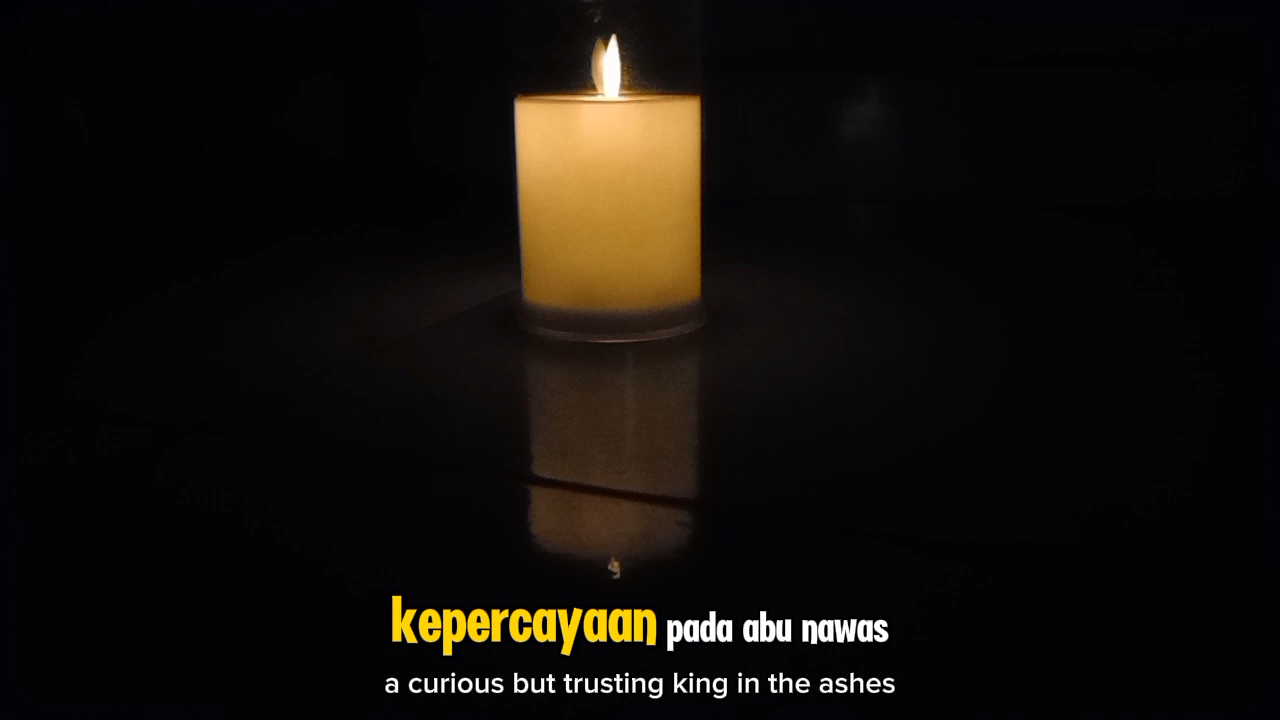 kepercayaan pada abu nawas
a curious but trusting king in the ashes